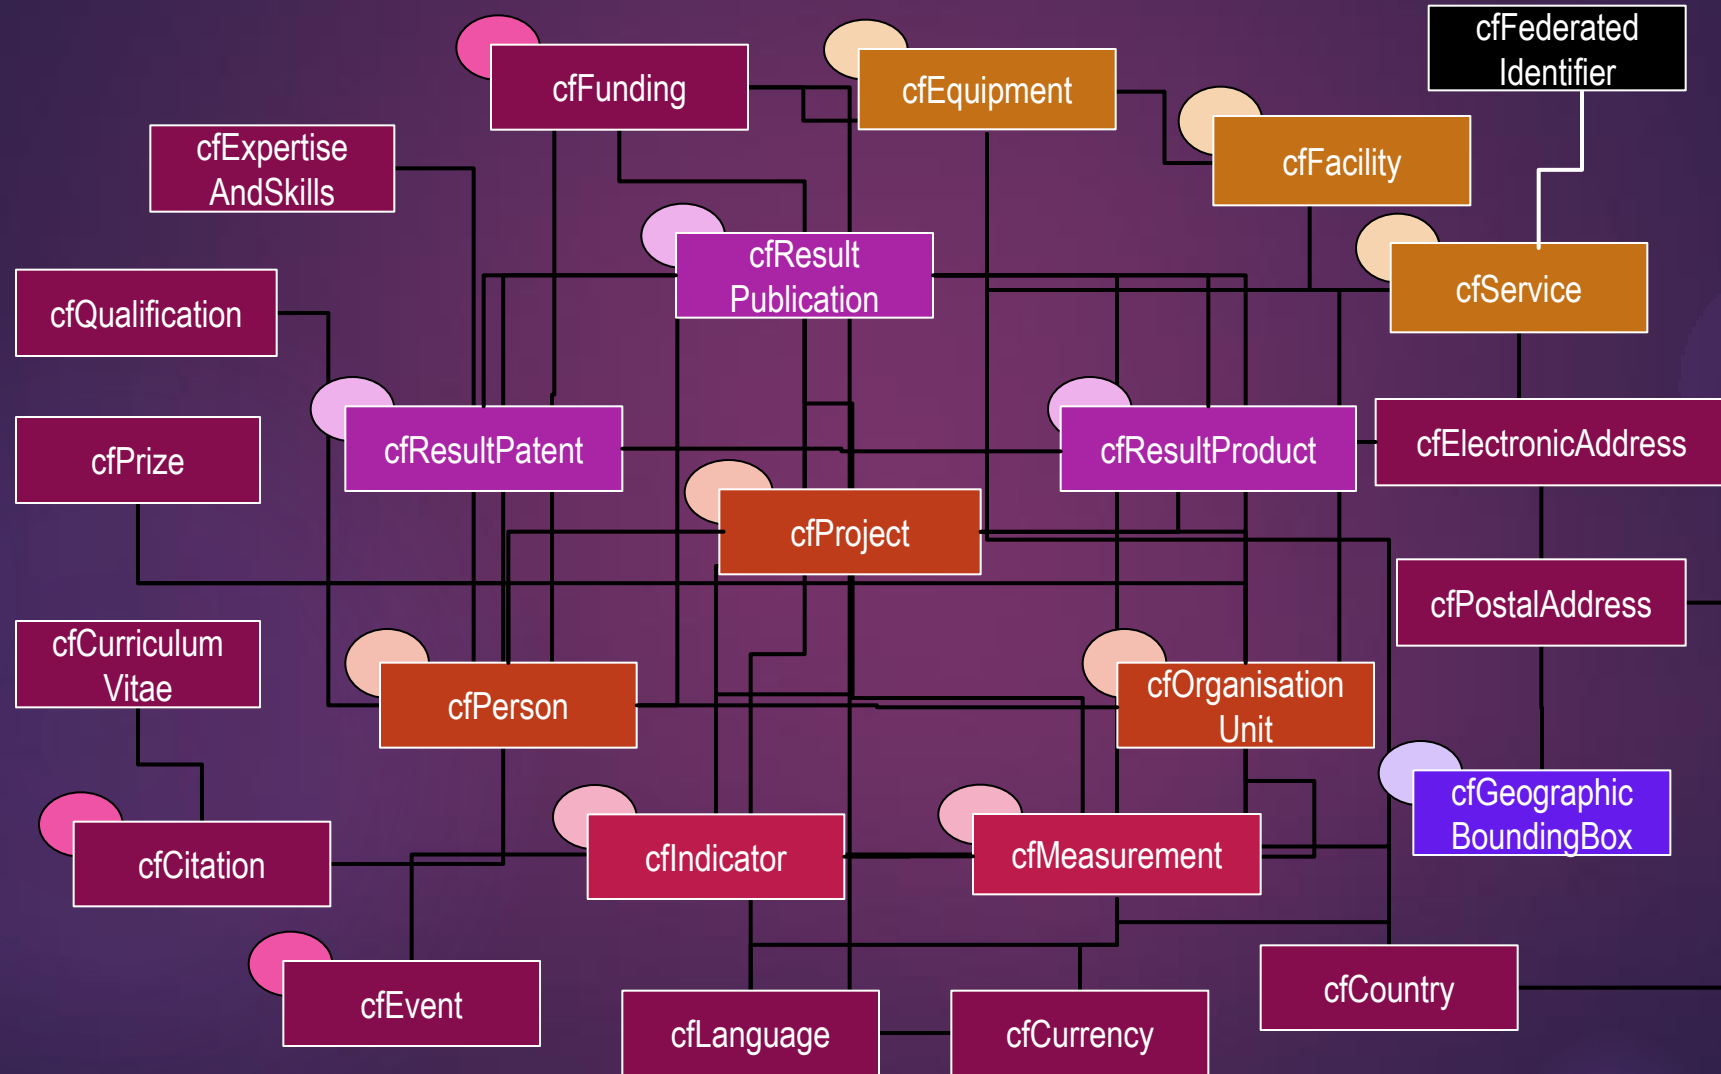 cfFederated
Identifier
cfFunding
cfEquipment
cfExpertise
AndSkills
cfFacility
cfResult
Publication
cfService
cfQualification
cfResultPatent
cfResultProduct
cfElectronicAddress
cfPrize
cfProject
cfPostalAddress
cfCurriculum
Vitae
cfPerson
cfOrganisation
Unit
cfGeographic
BoundingBox
cfCitation
cfIndicator
cfMeasurement
cfEvent
cfCountry
cfLanguage
cfCurrency